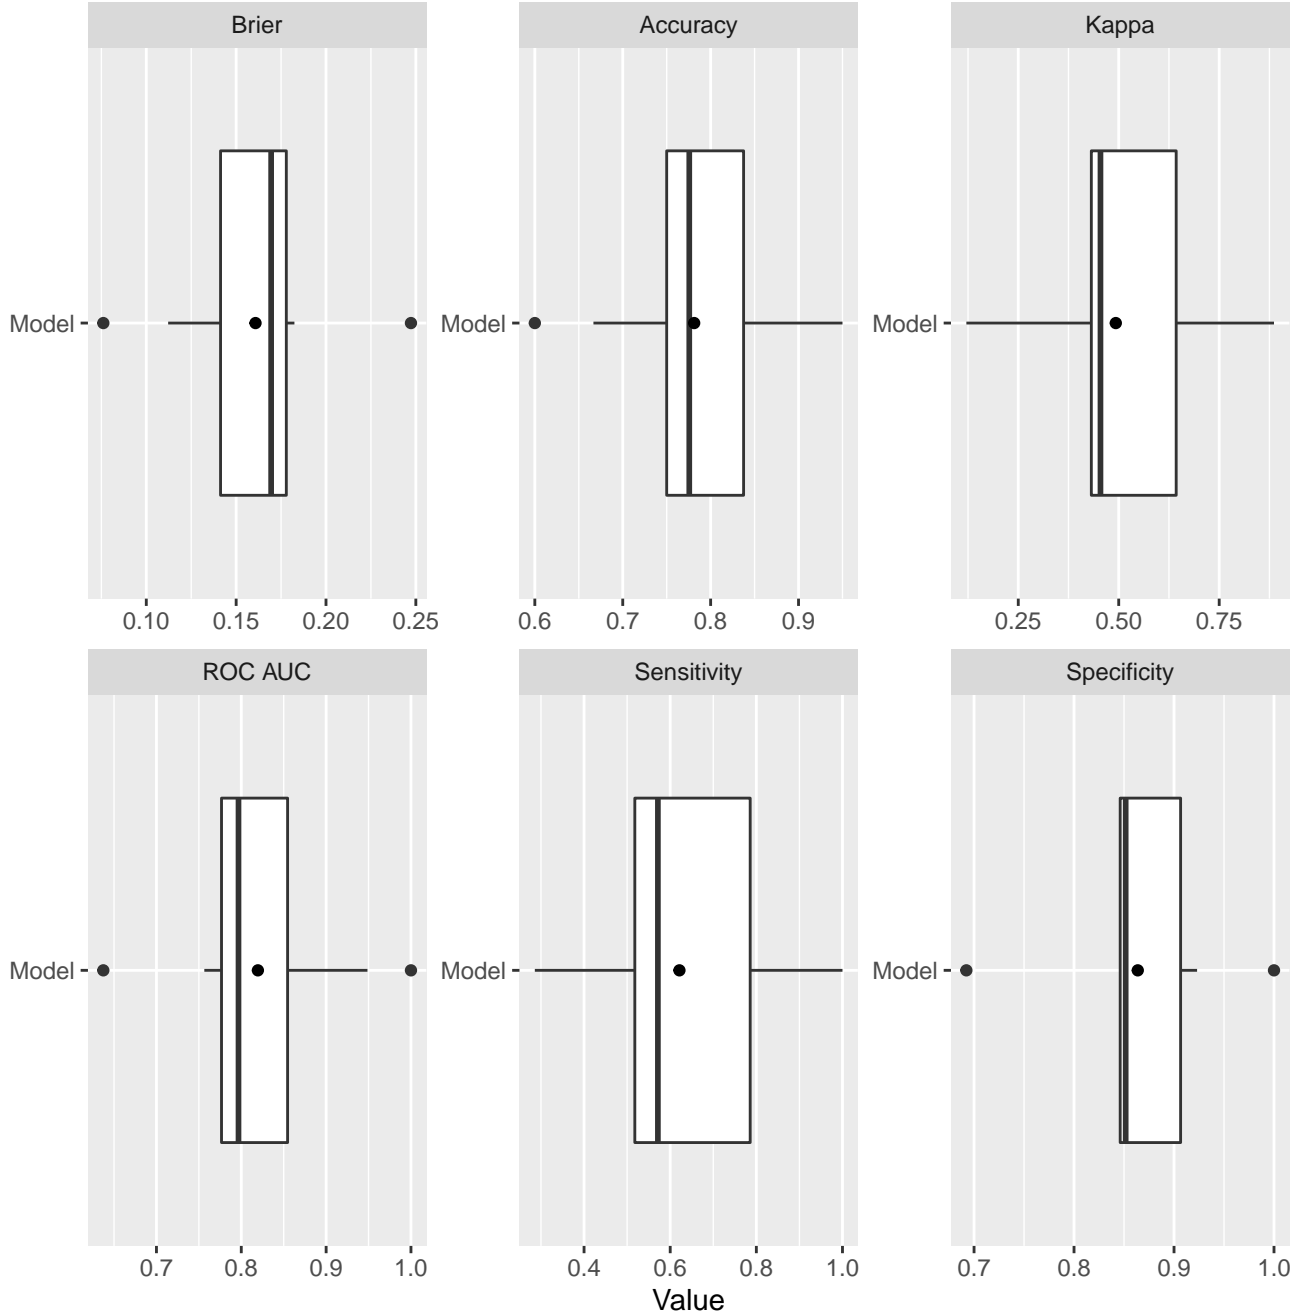 Brier Accuracy Kappa
Model Model Model
0.10 0.15 0.20 0.25 0.6 0.7 0.8 0.9 0.25 0.50 0.75
ROC AUC Sensitivity Specificity
Model Model Model
0.7 0.8 0.9 1.0 0.4 0.6 0.8 1.0 0.7 0.8 0.9 1.0
Value